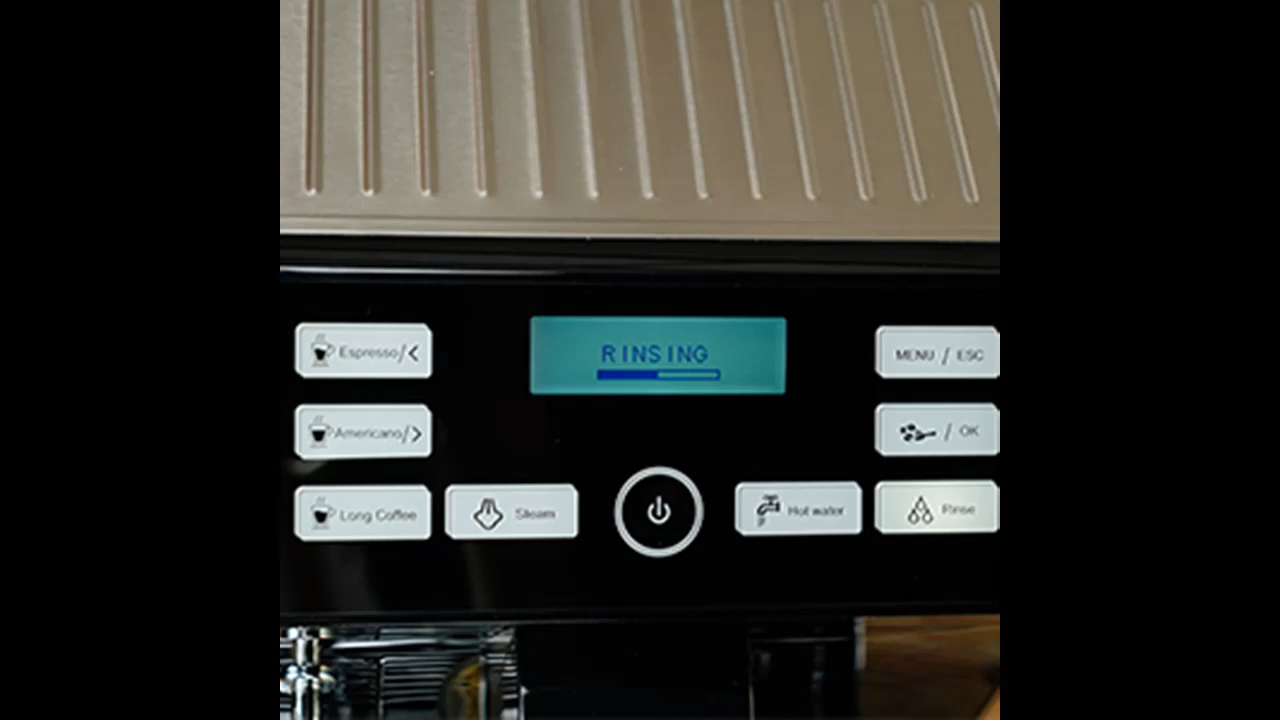 Espresso/<
RINSING
MENU / ESC
Americano/>
/ OK
Long Coffee
Steam
Hot water
Rinse